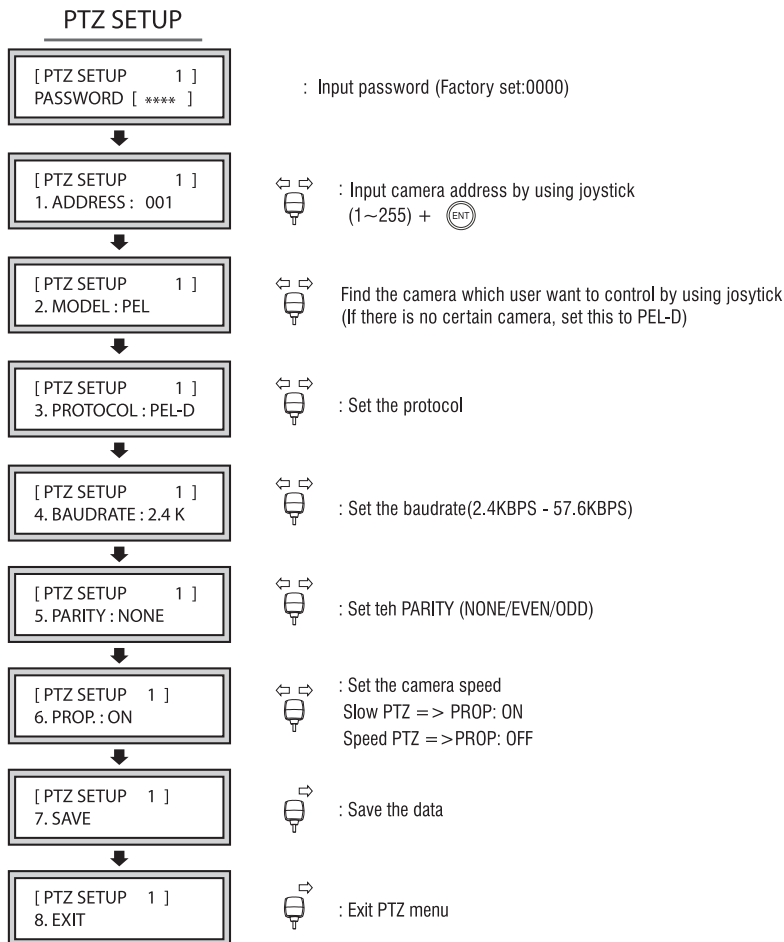 PTZ SETUP
[ PTZ SETUP 1 ]
PASSWORD [ **** ]
: Input password (Factory set:0000)
[ PTZ SETUP 1 ]
1. ADDRESS : 001
: Input camera address by using joystick
(1~255) + ENT
[ PTZ SETUP 1 ]
2. MODEL : PEL
Find the camera which user want to control by using josytick
(If there is no certain camera, set this to PEL-D)
[ PTZ SETUP 1 ]
3. PROTOCOL : PEL-D
: Set the protocol
[ PTZ SETUP 1 ]
4. BAUDRATE : 2.4 K
: Set the baudrate(2.4KBPS - 57.6KBPS)
[ PTZ SETUP 1 ]
5. PARITY : NONE
: Set teh PARITY (NONE/EVEN/ODD)
[ PTZ SETUP 1 ]
6. PROP. : ON
: Set the camera speed
Slow PTZ => PROP: ON
Speed PTZ =>PROP: OFF
[ PTZ SETUP 1 ]
7. SAVE
: Save the data
[ PTZ SETUP 1 ]
8. EXIT
: Exit PTZ menu